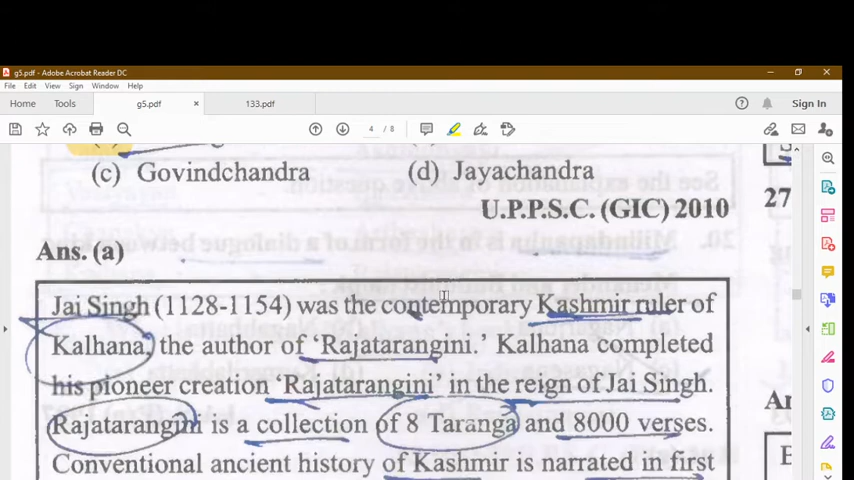 g5.pdf - Adobe Acrobat Reader DC
File Edit View Sign Window Help
Home Tools g5.pdf × 133.pdf Sign In
4 / 8
(c) Govindchandra (d) Jayachandra
U.P.P.S.C. (GIC) 2010
27
Ans. (a)
Jai Singh (1128-1154) was the contemporary Kashmir ruler of
Kalhana, the author of ‘Rajatarangini.’ Kalhana completed
his pioneer creation ‘Rajatarangini’ in the reign of Jai Singh.
Rajatarangini is a collection of 8 Taranga and 8000 verses.
Conventional ancient history of Kashmir is narrated in first